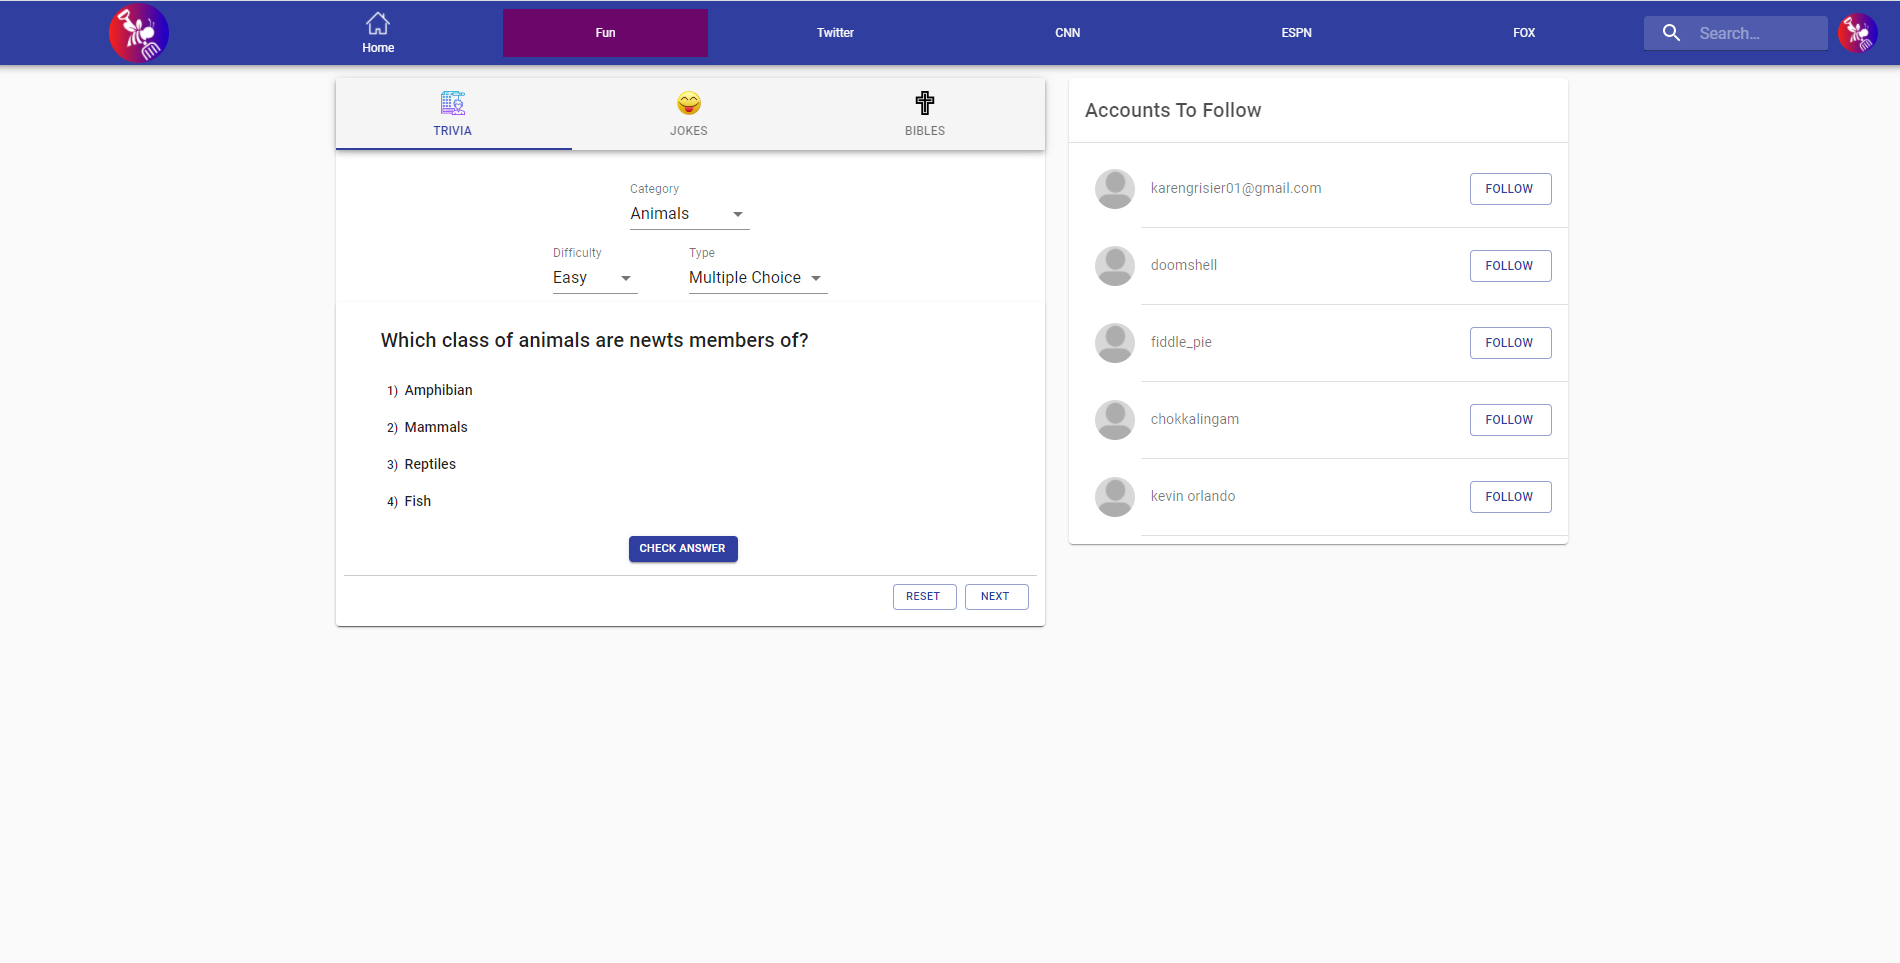 Home
Fun
Twitter
CNN
ESPN
FOX
Search...
TRIVIA
JOKES
BIBLES
Category
Animals
Difficulty
Type
Easy
Multiple Choice
Which class of animals are newts members of?
1) Amphibian
2) Mammals
3) Reptiles
4) Fish
CHECK ANSWER
RESET
NEXT
Accounts To Follow
karengrisier01@gmail.com
FOLLOW
doomshell
FOLLOW
fiddle_pie
FOLLOW
chokkalingam
FOLLOW
kevin orlando
FOLLOW